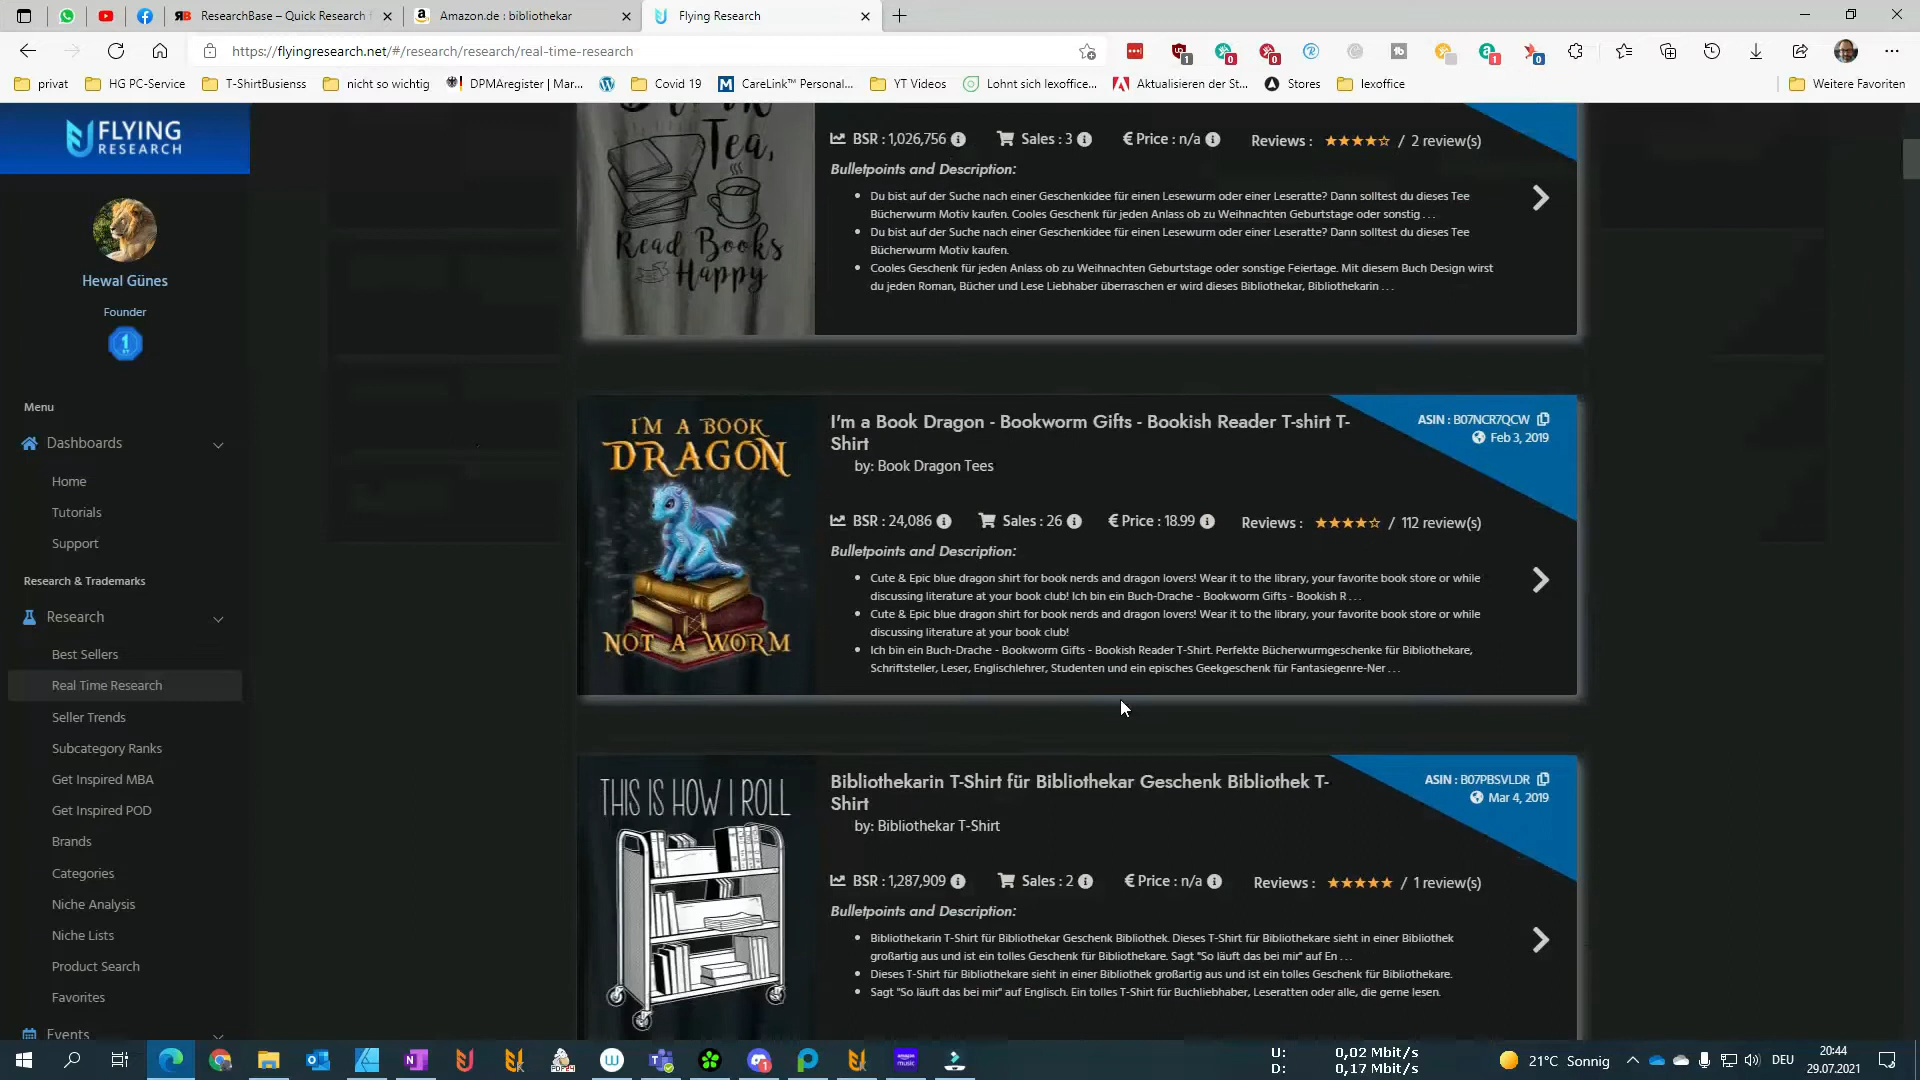 ResearchBase – Quick Research f
Amazon.de : bibliothekar
Flying Research
https://flyingresearch.net/#/research/research/real-time-research
privat
HG PC-Service
T-ShirtBusienss
nicht so wichtig
DPMAregister | Mar...
Covid 19
CareLink™ Personal...
YT Videos
Lohnt sich lexoffice...
Aktualisieren der St...
Stores
lexoffice
Weitere Favoriten
FLYING
RESEARCH
Hewal Günes
Founder
1
Menu
Dashboards
Home
Tutorials
Support
Research & Trademarks
Research
Best Sellers
Real Time Research
Seller Trends
Subcategory Ranks
Get Inspired MBA
Get Inspired POD
Brands
Categories
Niche Analysis
Niche Lists
Product Search
Favorites
Events
Tea,
Read Books
Happy
BSR : 1,026,756 Sales : 3 € Price : n/a Reviews : / 2 review(s)
Bulletpoints and Description:
Du bist auf der Suche nach einer Geschenkidee für einen Lesewurm oder einer Leseratte? Dann solltest du dieses Tee
Bücherwurm Motiv kaufen. Cooles Geschenk für jeden Anlass ob zu Weihnachten Geburtstage oder sonstig . . .
Du bist auf der Suche nach einer Geschenkidee für einen Lesewurm oder einer Leseratte? Dann solltest du dieses Tee
Bücherwurm Motiv kaufen.
Cooles Geschenk für jeden Anlass ob zu Weihnachten Geburtstage oder sonstige Feiertage. Mit diesem Buch Design wirst
du jeden Roman, Bücher und Lese Liebhaber überraschen er wird dieses Bibliothekar, Bibliothekarin . . .
I'M A BOOK
DRAGON
NOT A WORM
I'm a Book Dragon - Bookworm Gifts - Bookish Reader T-shirt T-
Shirt
by: Book Dragon Tees
ASIN : B07NCR7QCW
Feb 3, 2019
BSR : 24,086 Sales : 26 € Price : 18.99 Reviews : / 112 review(s)
Bulletpoints and Description:
Cute & Epic blue dragon shirt for book nerds and dragon lovers! Wear it to the library, your favorite book store or while
discussing literature at your book club! Ich bin ein Buch-Drache - Bookworm Gifts - Bookish R . . .
Cute & Epic blue dragon shirt for book nerds and dragon lovers! Wear it to the library, your favorite book store or while
discussing literature at your book club!
Ich bin ein Buch-Drache - Bookworm Gifts - Bookish Reader T-Shirt. Perfekte Bücherwurmgeschenke für Bibliothekare,
Schriftsteller, Leser, Englischlehrer, Studenten und ein episches Geekgeschenk für Fantasiegenre-Ner . . .
THIS IS HOW I ROLL
Bibliothekarin T-Shirt für Bibliothekar Geschenk Bibliothek T-
Shirt
by: Bibliothekar T-Shirt
ASIN : B07PBSVLDR
Mar 4, 2019
BSR : 1,287,909 Sales : 2 € Price : n/a Reviews : / 1 review(s)
Bulletpoints and Description:
Bibliothekarin T-Shirt für Bibliothekar Geschenk Bibliothek. Dieses T-Shirt für Bibliothekare sieht in einer Bibliothek
großartig aus und ist ein tolles Geschenk für Bibliothekare. Sagt "So läuft das bei mir" auf En . . .
Dieses T-Shirt für Bibliothekare sieht in einer Bibliothek großartig aus und ist ein tolles Geschenk für Bibliothekare.
Sagt "So läuft das bei mir" auf Englisch. Ein tolles T-Shirt für Buchliebhaber, Leseratten oder alle, die gerne lesen.
U: 0,02 Mbit/s
D: 0,17 Mbit/s
21°C Sonnig
DEU
20:44
29.07.2021